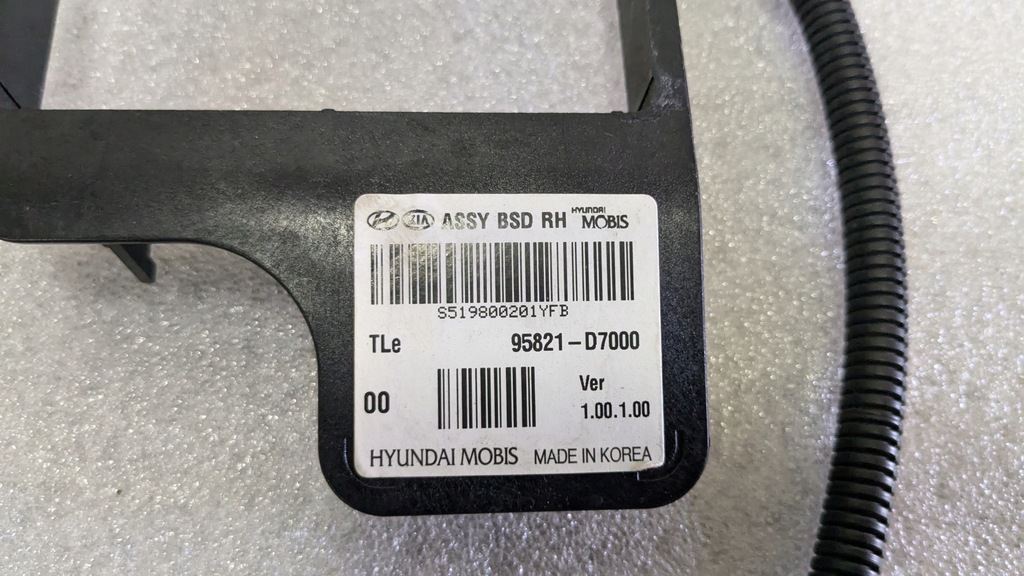 KIA ASSY BSD RH HYUNDAI MOBIS
S519800201YFB
TLe 95821-D7000
00 Ver 1.00.1.00
HYUNDAI MOBIS MADE IN KOREA